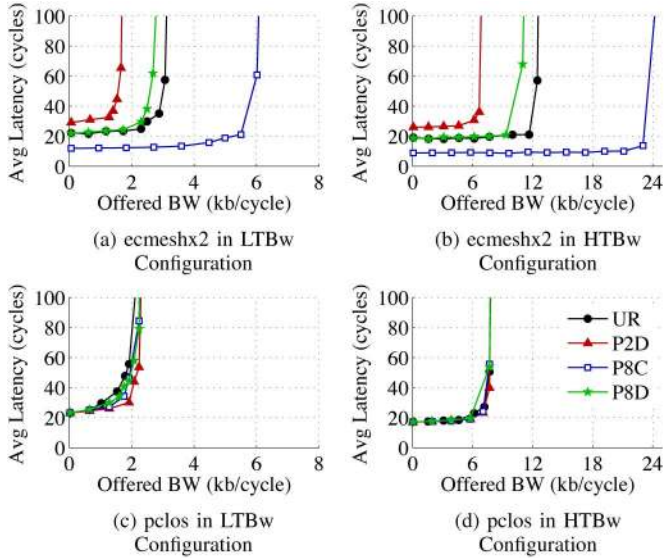 100
80
60
40
20
0
Avg Latency (cycles)
0 2 4 6 8
Offered BW (kb/cycle)
(a) ecmeshx2 in LTBw
Configuration
100
80
60
40
20
0
Avg Latency (cycles)
0 6 12 18 24
Offered BW (kb/cycle)
(b) ecmeshx2 in HTBw
Configuration
100
80
60
40
20
0
Avg Latency (cycles)
0 2 4 6 8
Offered BW (kb/cycle)
(c) pclos in LTBw
Configuration
100
80
60
40
20
0
Avg Latency (cycles)
UR
P2D
P8C
P8D
0 6 12 18 24
Offered BW (kb/cycle)
(d) pclos in HTBw
Configuration